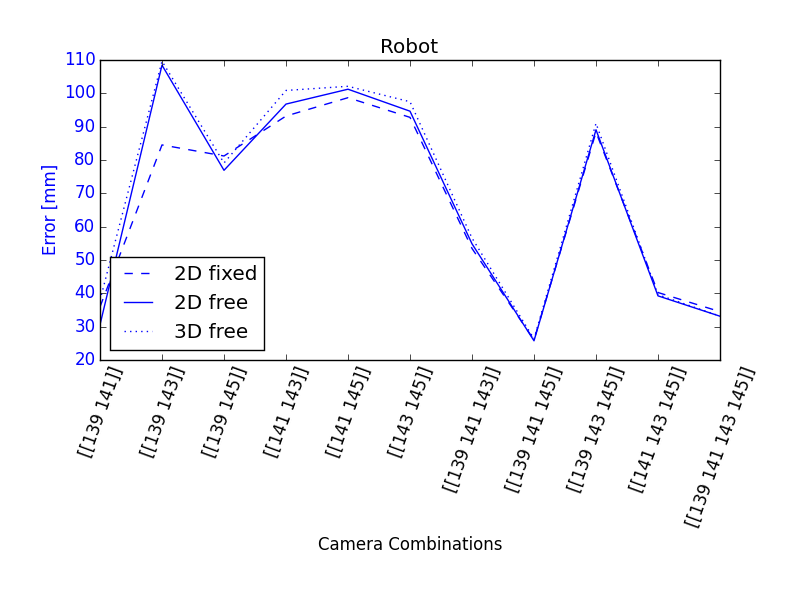 Robot
110
100
90
80
70
60
50
40
30
20
Error [mm]
2D fixed
2D free
3D free
[[139 141]]
[[139 143]]
[[139 145]]
[[141 143]]
[[141 145]]
[[143 145]]
[[139 141 143]]
[[139 141 145]]
[[139 143 145]]
[[141 143 145]]
[[139 141 143 145]]
Camera Combinations